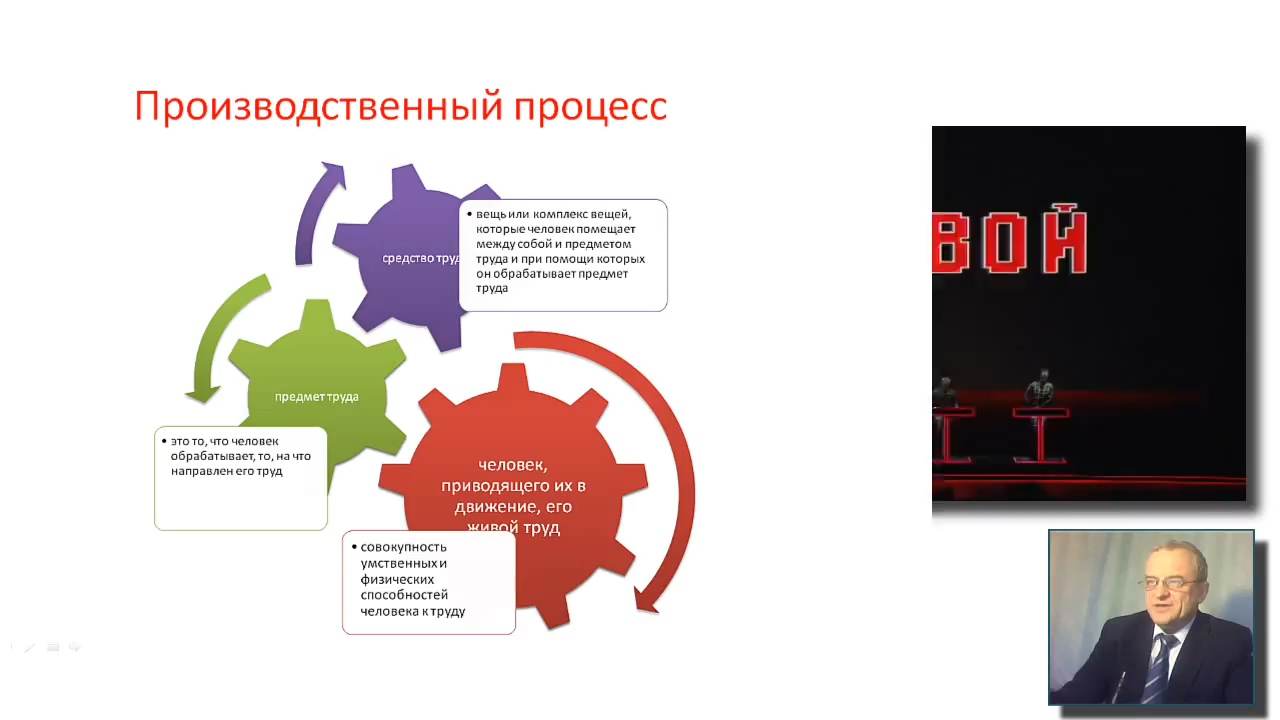 Производственный процесс
средство труд
• вещь или комплекс вещей,
которые человек помещает
между собой и предметом
труда и при помощи которых
он обрабатывает предмет
труда
предмет труда
• это то, что человек
обрабатывает, то, на что
направлен его труд
человек,
приводящего их в
движение, его
живой труд
• совокупность
умственных и
физических
способностей
человека к труду
ВОЙ